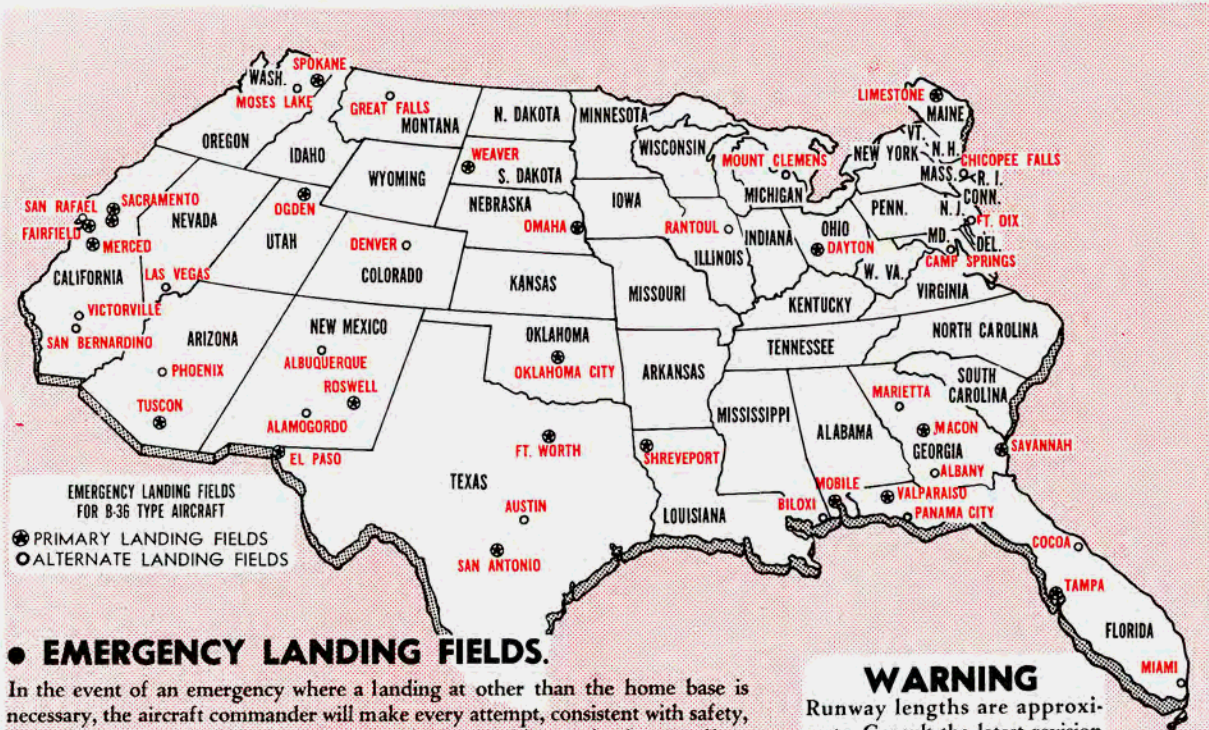 SPOKANE
WASH.
MOSES LAKE
GREAT FALLS
MONTANA
N. DAKOTA
MINNESOTA
LIMESTONE
MAINE
OREGON
IDAHO
WYOMING
WEAVER
S. DAKOTA
WISCONSIN
MOUNT CLEMENS
MICHIGAN
NEW YORK
VT.
N. H.
CHICOPEE FALLS
MASS.
R. I.
CONN.
SAN RAFAEL
SACRAMENTO
FAIRFIELD
MERCED
NEVADA
OGDEN
UTAH
NEBRASKA
OMAHA
IOWA
RANTOUL
ILLINOIS
INDIANA
OHIO
DAYTON
PENN.
N. J.
FT. DIX
MD.
DEL.
CAMP SPRINGS
W. VA.
VIRGINIA
CALIFORNIA
LAS VEGAS
DENVER
COLORADO
KANSAS
MISSOURI
KENTUCKY
VICTORVILLE
SAN BERNARDINO
ARIZONA
NEW MEXICO
ALBUQUERQUE
OKLAHOMA
OKLAHOMA CITY
ARKANSAS
TENNESSEE
NORTH CAROLINA
PHOENIX
TUSCON
ROSWELL
ALAMOGORDO
EL PASO
SOUTH
CAROLINA
MARIETTA
MACON
GEORGIA
SAVANNAH
ALBANY
MISSISSIPPI
ALABAMA
FT. WORTH
SHREVEPORT
TEXAS
AUSTIN
SAN ANTONIO
LOUISIANA
BILOXI
MOBILE
VALPARAISO
PANAMA CITY
COCOA
TAMPA
FLORIDA
MIAMI
EMERGENCY LANDING FIELDS
FOR B-36 TYPE AIRCRAFT
PRIMARY LANDING FIELDS
ALTERNATE LANDING FIELDS
• EMERGENCY LANDING FIELDS.
In the event of an emergency where a landing at other than the home base is
necessary, the aircraft commander will make every attempt, consistent with safety,
WARNING
Runway lengths are approxi-
Consult the latest revision